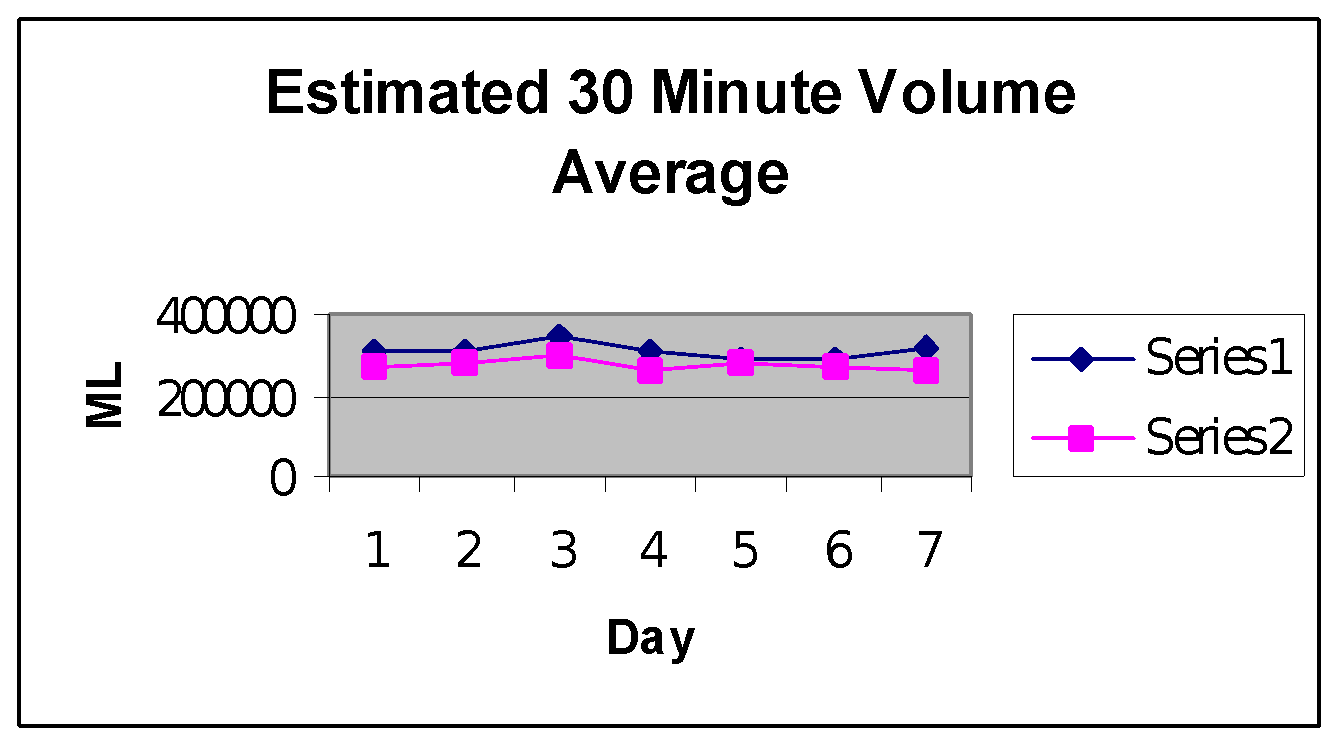 Estimated 30 Minute Volume
Average
400000
200000
0
ML
1 2 3 4 5 6 7
Day
Series1
Series2